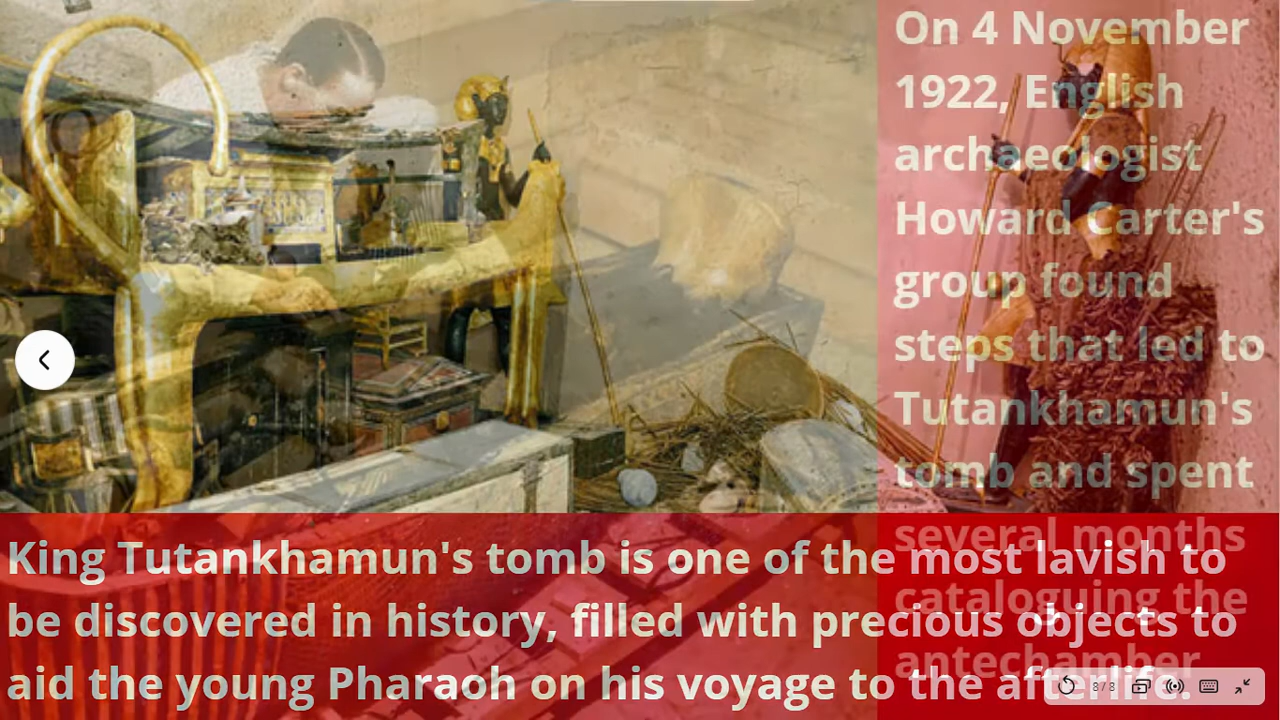 On 4 November
1922, English
archaeologist
Howard Carter's
group found
steps that led to
Tutankhamun's
tomb and spent
several months
cataloguing the
antechamber
King Tutankhamun's tomb is one of the most lavish to
be discovered in history, filled with precious objects to
aid the young Pharaoh on his voyage to the afterlife.
8/8